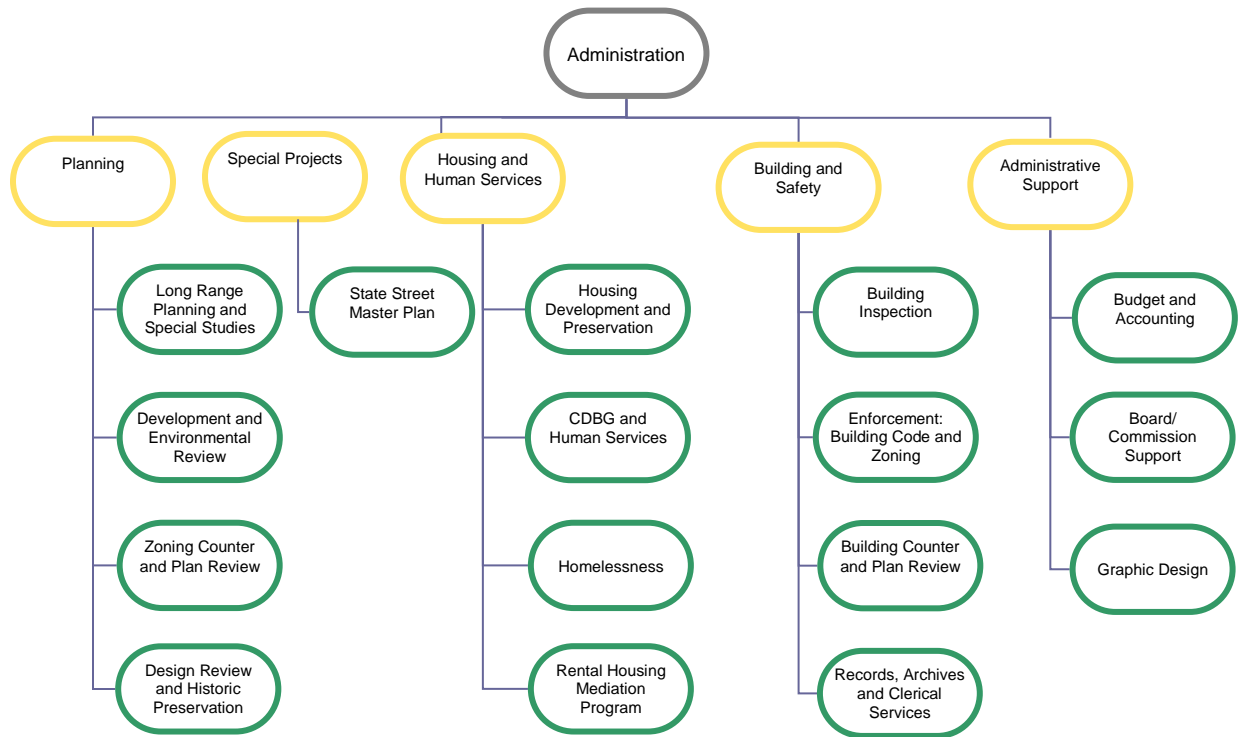 Administration
Planning
Special Projects
Housing and
Human Services
Building and
Safety
Administrative
Support
Long Range
Planning and
Special Studies
State Street
Master Plan
Housing
Development and
Preservation
Building
Inspection
Budget and
Accounting
Development and
Environmental
Review
CDBG and
Human Services
Enforcement:
Building Code and
Zoning
Board/
Commission
Support
Zoning Counter
and Plan Review
Homelessness
Building Counter
and Plan Review
Graphic Design
Design Review
and Historic
Preservation
Rental Housing
Mediation
Program
Records, Archives
and Clerical
Services